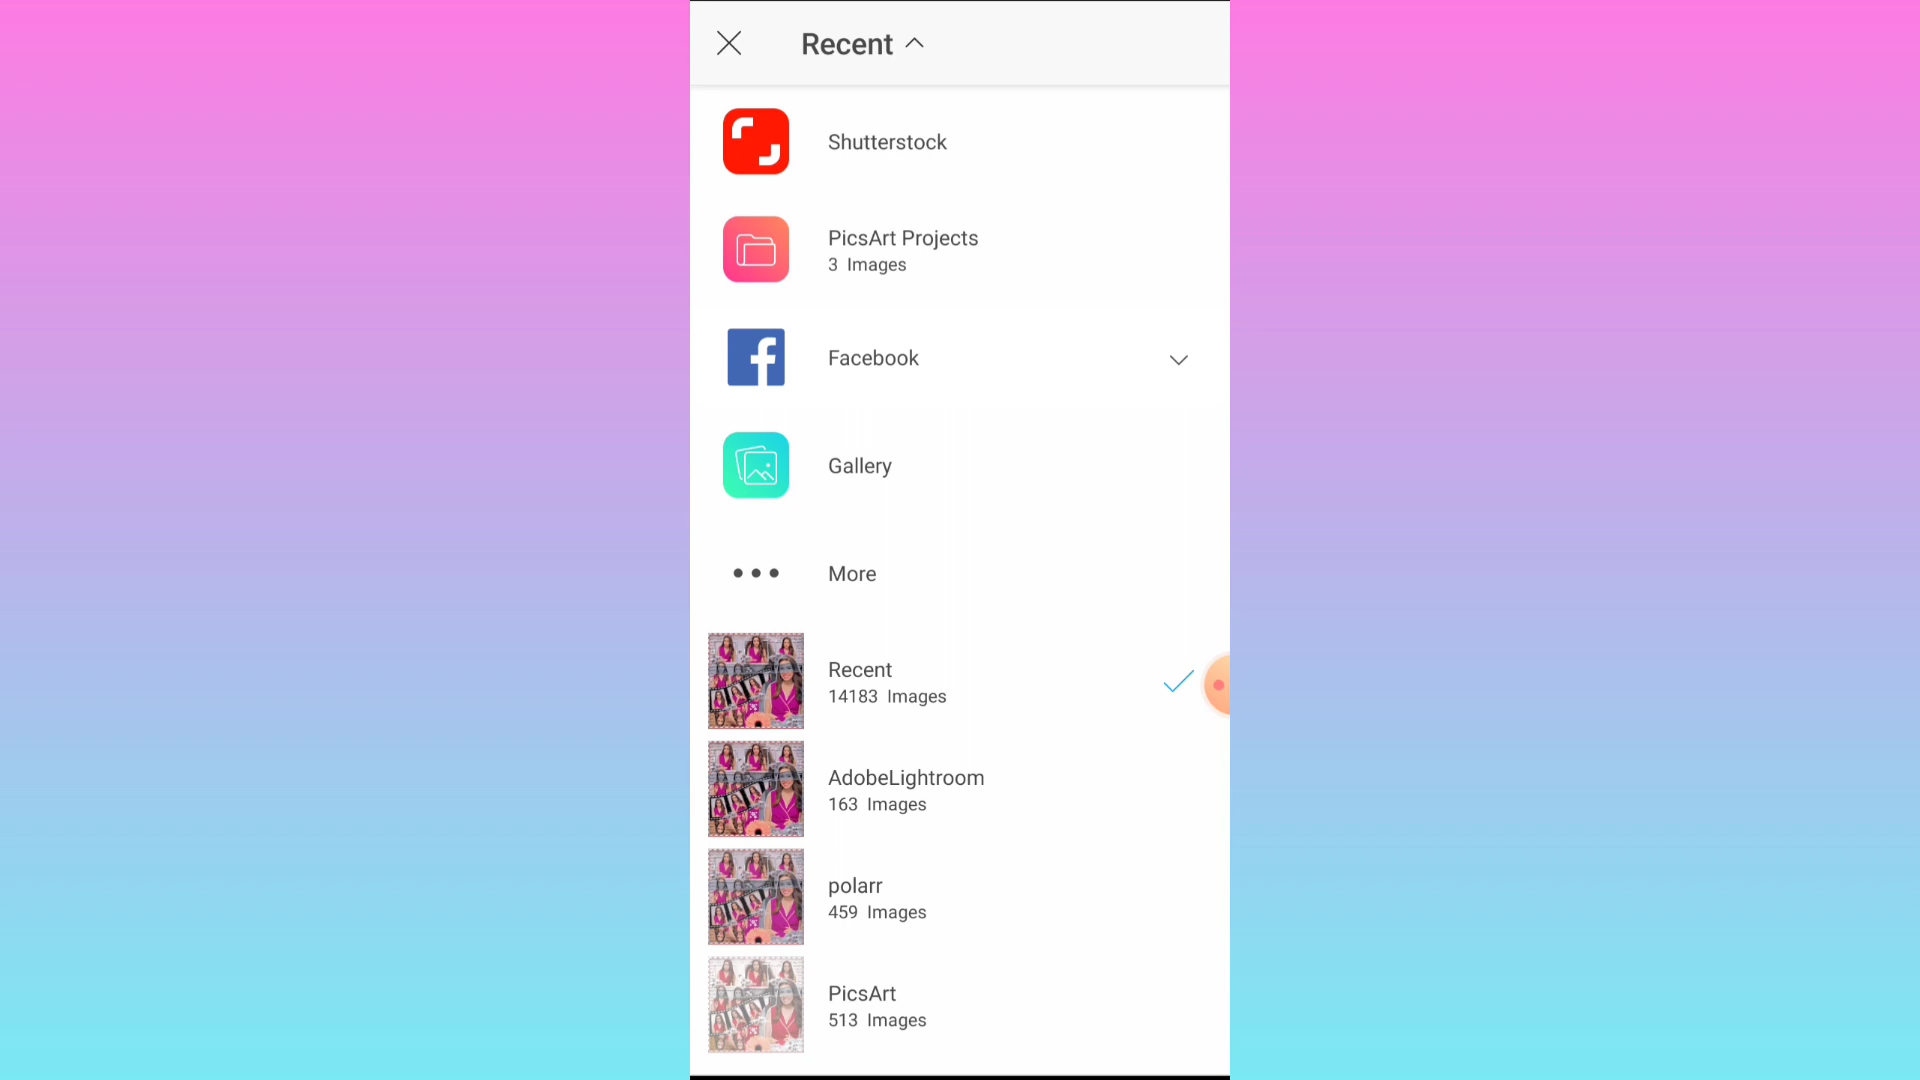 Recent
Shutterstock
PicsArt Projects
3 Images
Facebook
Gallery
More
Recent
14183 Images
AdobeLightroom
163 Images
polarr
459 Images
PicsArt
513 Images